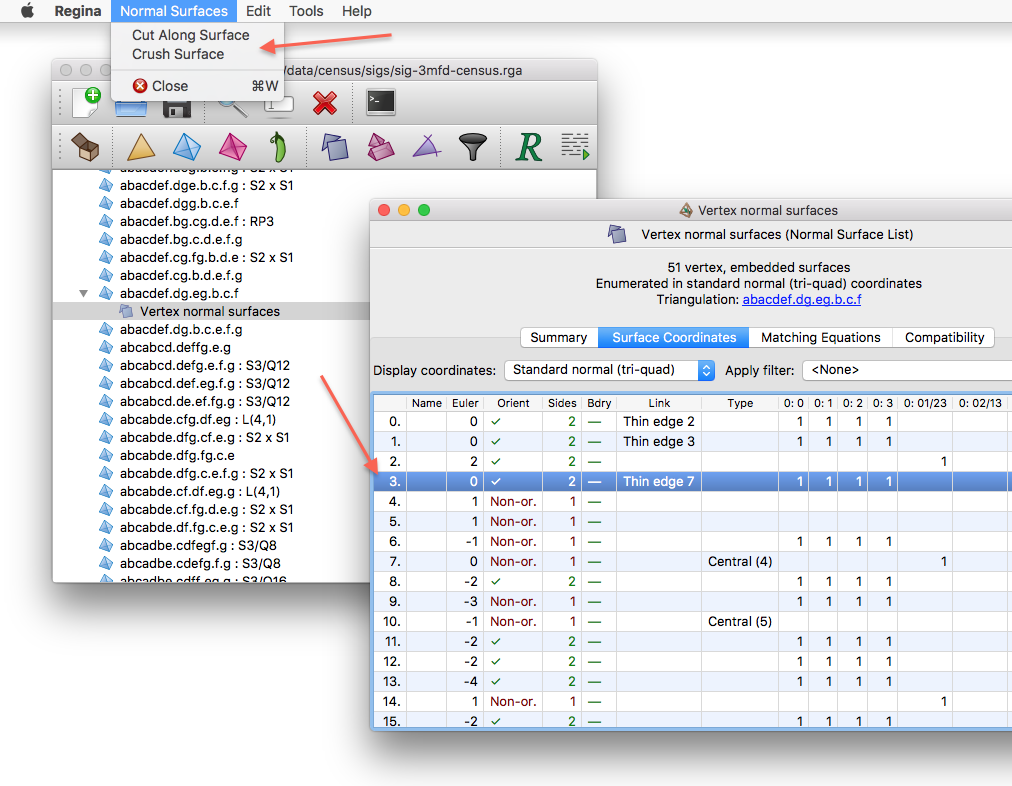 Regina Normal Surfaces Edit Tools Help
Cut Along Surface
Crush Surface
Close ⌘W
/data/census/sigs/sig-3mfd-census.rga
abacdef.dge.b.c.f.g : S2 x S1
abacdef.dgg.b.c.e.f
abacdef.bg.cg.d.e.f : RP3
abacdef.bg.c.d.e.f.g
abacdef.cg.fg.b.d.e : S2 x S1
abacdef.cg.b.d.e.f.g
abacdef.dg.eg.b.c.f
Vertex normal surfaces
abacdef.dg.b.c.e.f.g
abcabcd.deffg.e.g
abcabcd.defg.e.f.g : S3/Q12
abcabcd.def.eg.f.g : S3/Q12
abcabcd.de.ef.fg.g : S3/Q12
abcabde.cfg.df.eg : L(4,1)
abcabde.dfg.cf.e.g : S2 x S1
abcabde.dfg.fg.c.e
abcabde.dfg.c.e.f.g : S2 x S1
abcabde.cf.df.eg.g : L(4,1)
abcabde.cf.fg.d.e.g : S2 x S1
abcabde.df.fg.c.e.g : S2 x S1
abcadbe.cdfegf.g : S3/Q8
abcadbe.cdefg.f.g : S3/Q8
abcadbe.cdff.eg.g : S3/Q16
Vertex normal surfaces
Vertex normal surfaces (Normal Surface List)
51 vertex, embedded surfaces
Enumerated in standard normal (tri-quad) coordinates
Triangulation: abacdef.dg.eg.b.c.f
Summary Surface Coordinates Matching Equations Compatibility
Display coordinates: Standard normal (tri-quad) Apply filter: <None>
Name Euler Orient Sides Bdry Link Type 0: 0 0: 1 0: 2 0: 3 0: 01/23 0: 02/13
0. 0 ✓ 2 — Thin edge 2 1 1 1 1
1. 0 ✓ 2 — Thin edge 3 1 1 1 1
2. 2 ✓ 2 — 1
3. 0 ✓ 2 — Thin edge 7 1 1 1 1
4. 1 Non-or. 1 —
5. 1 Non-or. 1 —
6. -1 Non-or. 1 — 1 1 1 1
7. 0 Non-or. 1 — Central (4) 1
8. -2 ✓ 2 — 1 1 1 1
9. -3 Non-or. 1 — 1 1 1 1
10. -1 Non-or. 1 — Central (5)
11. -2 ✓ 2 — 1 1 1 1
12. -2 ✓ 2 — 1 1 1 1
13. -4 ✓ 2 — 1 1 1 1
14. 1 Non-or. 1 — 1
15. -2 ✓ 2 — 1 1 1 1